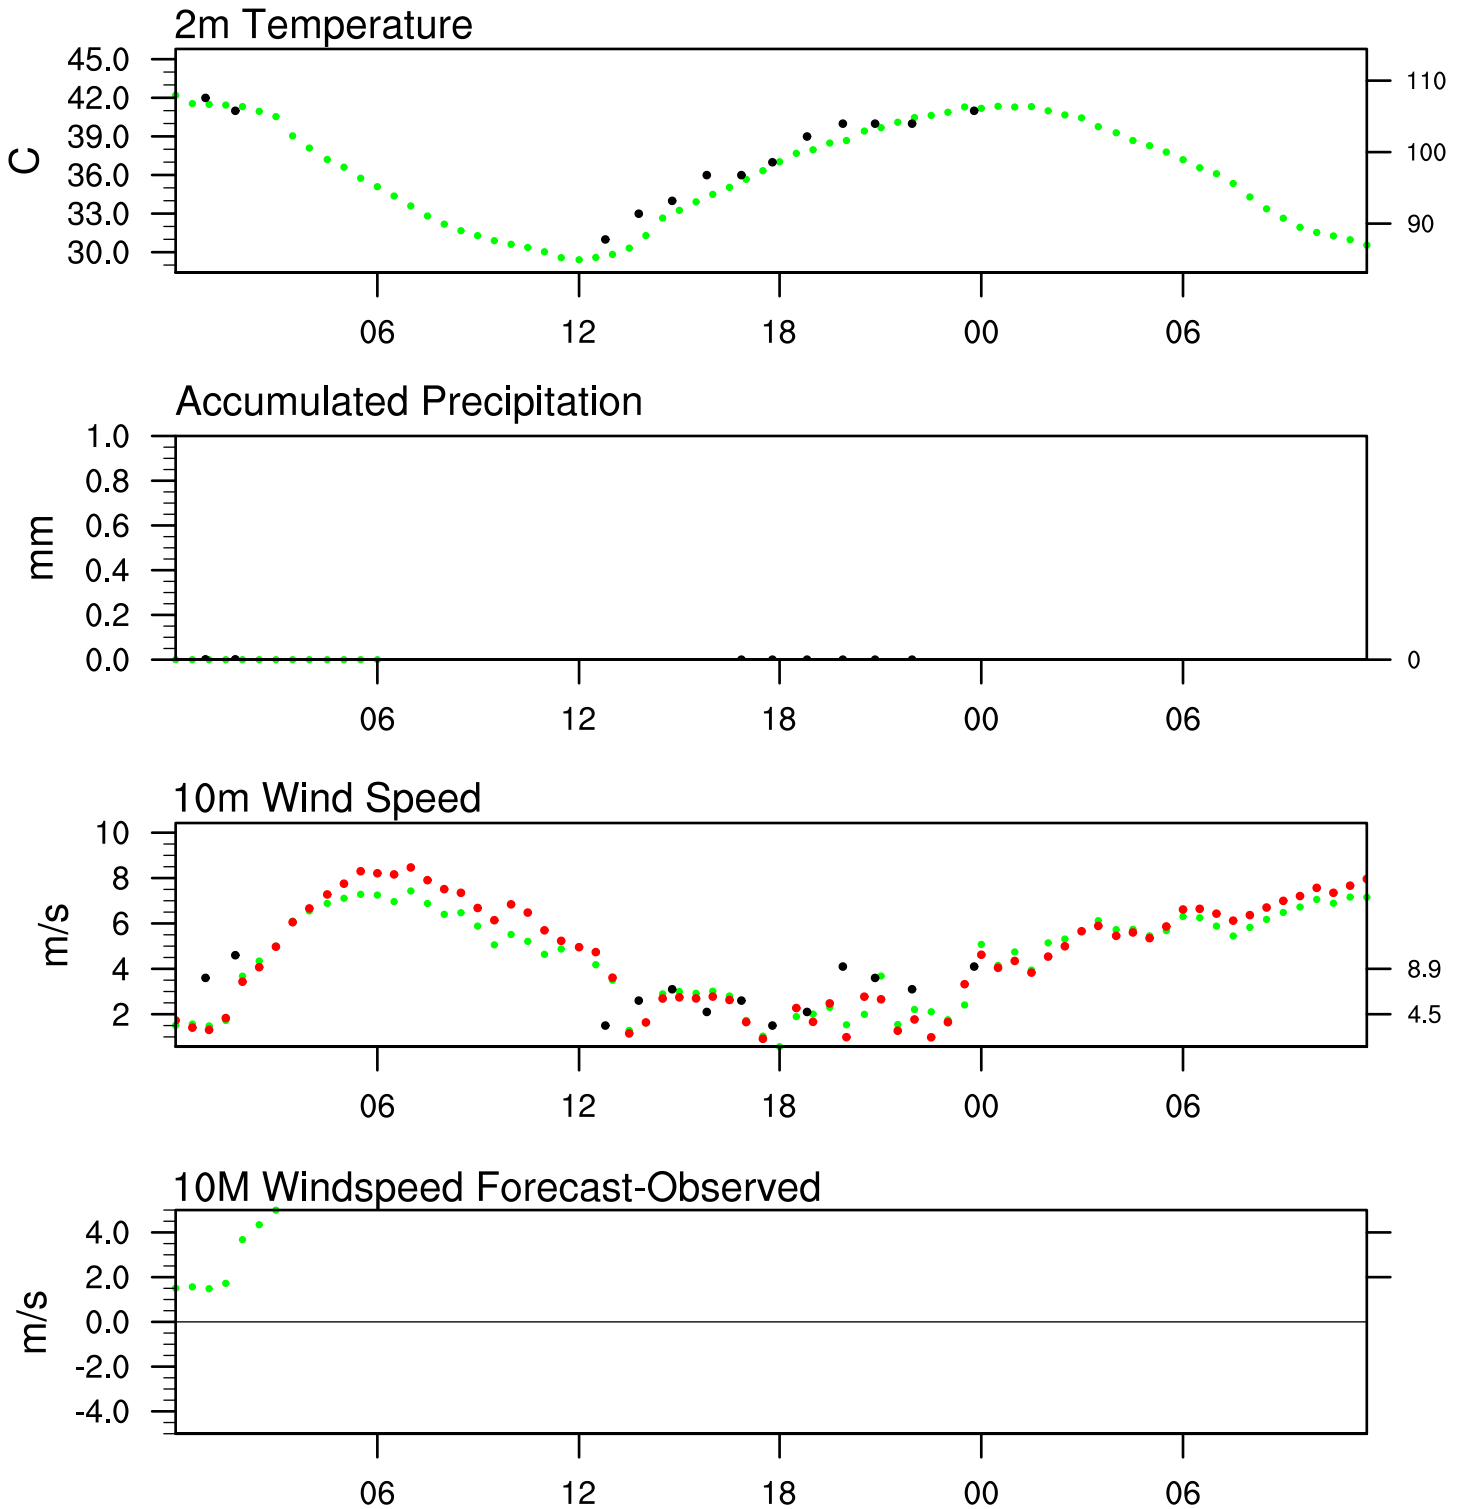 2m Temperature
45.0
42.0
39.0
36.0
33.0
30.0
C
110
100
90
06 12 18 00 06
Accumulated Precipitation
1.0
0.8
0.6
0.4
0.2
0.0
mm
0
06 12 18 00 06
10m Wind Speed
10
8
6
4
2
m/s
8.9
4.5
06 12 18 00 06
10M Windspeed Forecast-Observed
4.0
2.0
0.0
-2.0
-4.0
m/s
06 12 18 00 06